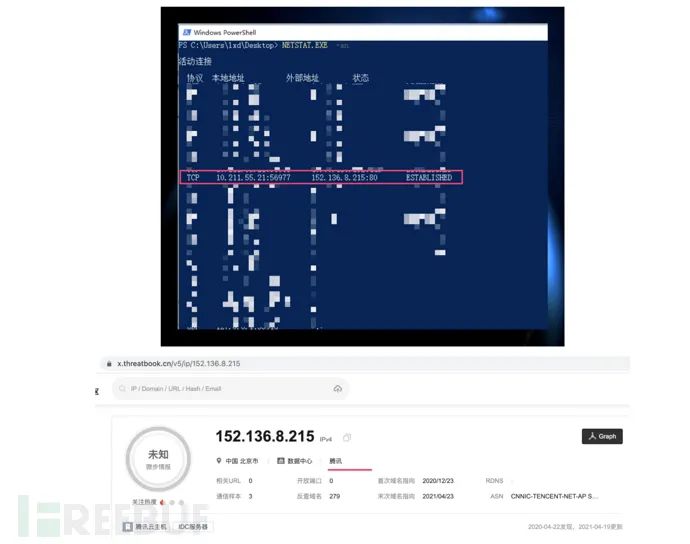 Windows PowerShell
PS C:\Users\lxd\Desktop> NETSTAT.EXE -an
活动连接
协议 本地地址 外部地址 状态
TCP 10.211.55.21:56977 152.136.8.215:80 ESTABLISHED
x.threatbook.cn/v5/ip/152.136.8.215
IP / Domain / URL / Hash / Email
152.136.8.215 IPv4
Graph
未知
微步情报
中国 北京市 数据中心 腾讯
相关URL 0 开放端口 0 首次域名指向 2020/12/23 RDNS -
通信样本 3 反查域名 279 末次域名指向 2021/04/23 ASN CNNIC-TENCENT-NET-AP S...
关注热度
腾讯云主机 IDC服务器
2020-04-22发现，2021-04-19更新
FREEBUF